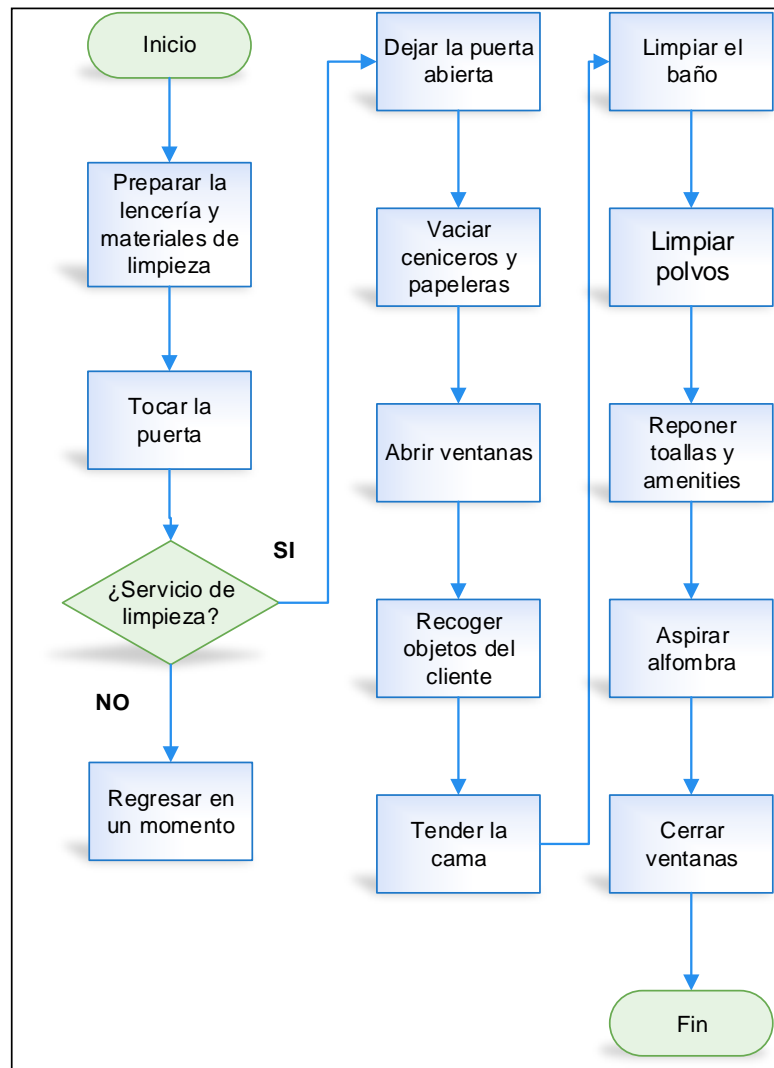 Inicio
Preparar la
lencería y
materiales de
limpieza
Tocar la
puerta
¿Servicio de
limpieza?
SI
NO
Regresar en
un momento
Dejar la puerta
abierta
Vaciar
ceniceros y
papeleras
Abrir ventanas
Recoger
objetos del
cliente
Tender la
cama
Limpiar el
baño
Limpiar
polvos
Reponer
toallas y
amenities
Aspirar
alfombra
Cerrar
ventanas
Fin